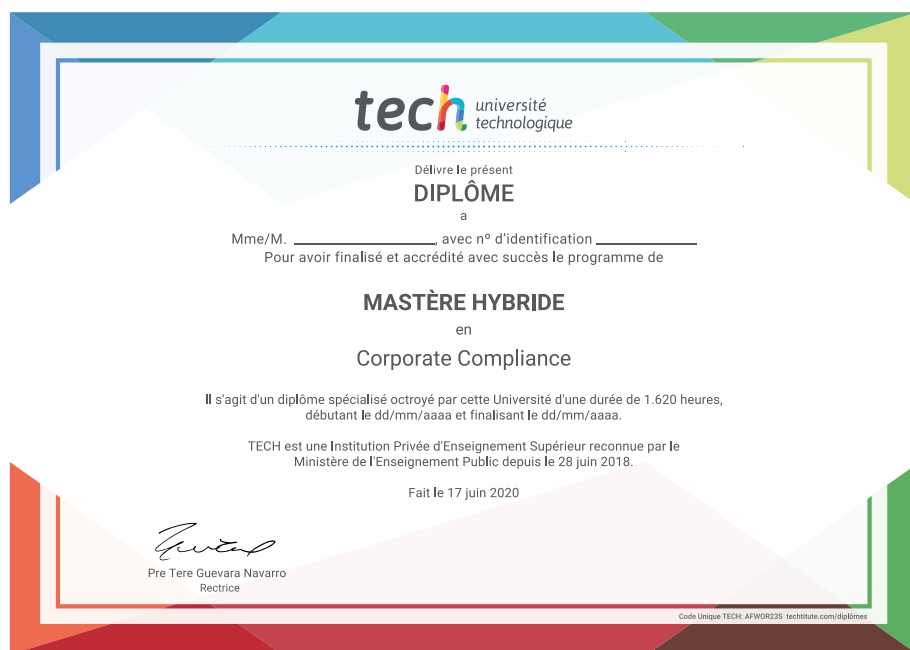 tech université
technologique
Délivre le présent
DIPLÔME
a
Mme/M. ____________________, avec nº d'identification ______________
Pour avoir finalisé et accrédité avec succès le programme de
MASTÈRE HYBRIDE
en
Corporate Compliance
Il s'agit d'un diplôme spécialisé octroyé par cette Université d'une durée de 1.620 heures,
débutant le dd/mm/aaaa et finalisant le dd/mm/aaaa.
TECH est une Institution Privée d'Enseignement Supérieur reconnue par le
Ministère de l'Enseignement Public depuis le 28 juin 2018.
Fait le 17 juin 2020
Pre Tere Guevara Navarro
Rectrice
Code Unique TECH: AFWOR23S techtitute.com/diplômes